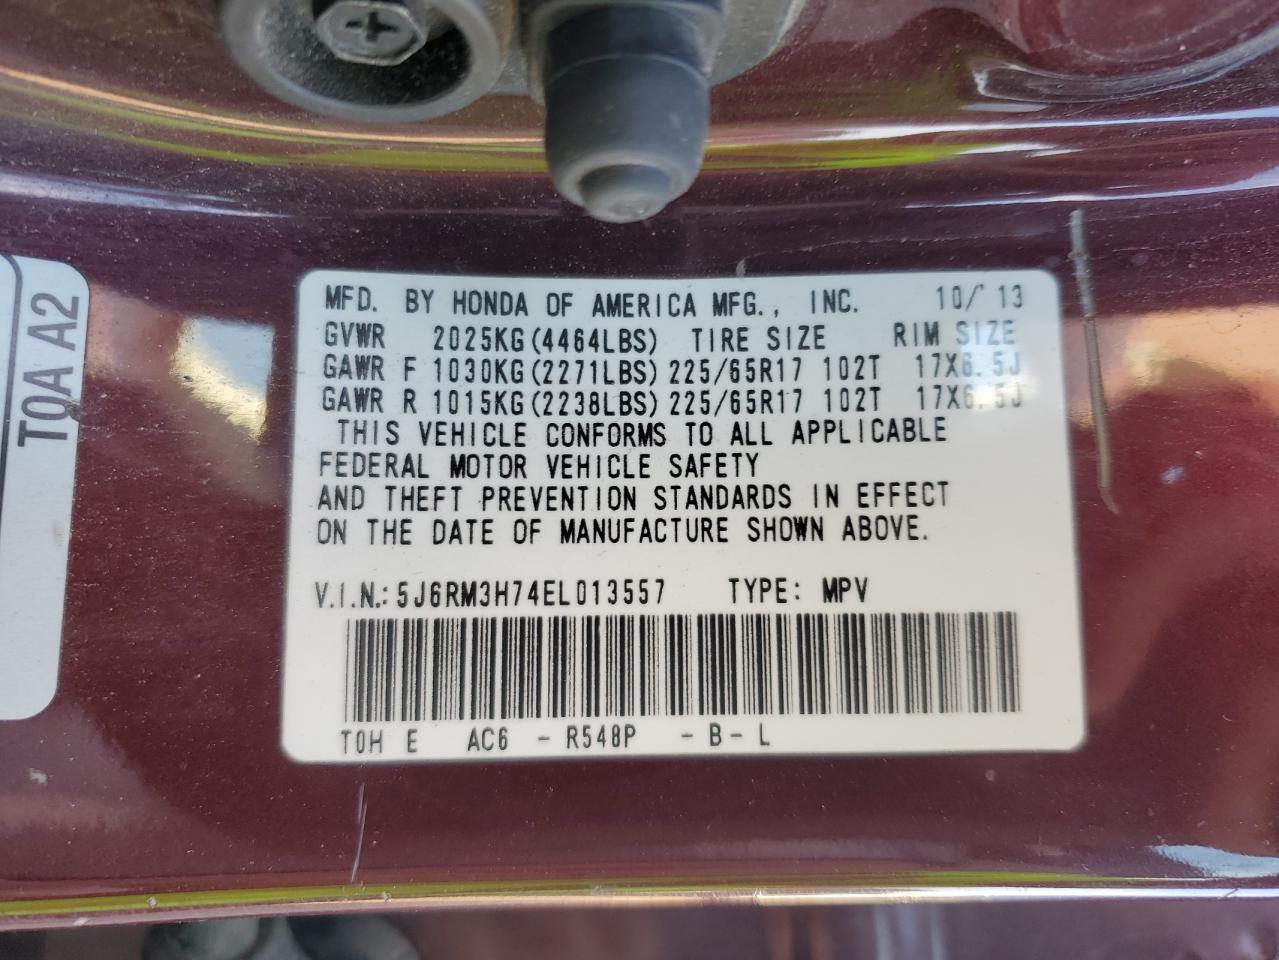 MFD. BY HONDA OF AMERICA MFG., INC. 10/'13
GVWR 2025KG(4464LBS) TIRE SIZE RIM SIZE
GAWR F 1030KG(2271LBS) 225/65R17 102T 17X6.5J
GAWR R 1015KG(2238LBS) 225/65R17 102T 17X6.5J
THIS VEHICLE CONFORMS TO ALL APPLICABLE
FEDERAL MOTOR VEHICLE SAFETY
AND THEFT PREVENTION STANDARDS IN EFFECT
ON THE DATE OF MANUFACTURE SHOWN ABOVE.
V.I.N.: 5J6RM3H74EL013557 TYPE: MPV
T0H E AC6 - R548P - B - L
T0A A2